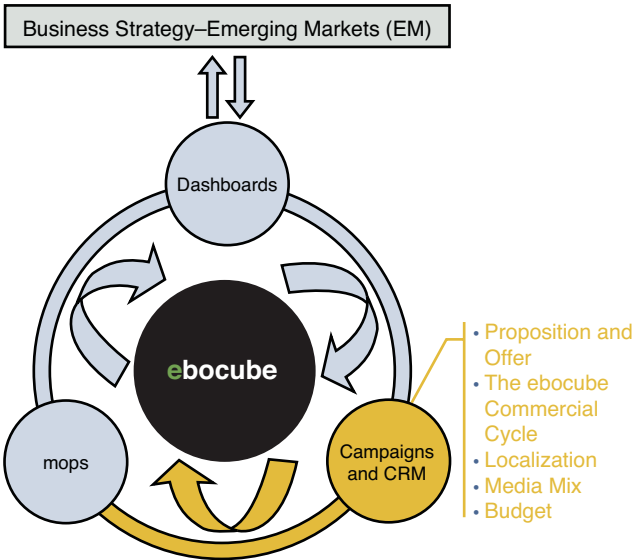 Business Strategy–Emerging Markets (EM)
Dashboards
ebocube
mops
Campaigns
and CRM
• Proposition and
Offer
• The ebocube
Commercial
Cycle
• Localization
• Media Mix
• Budget